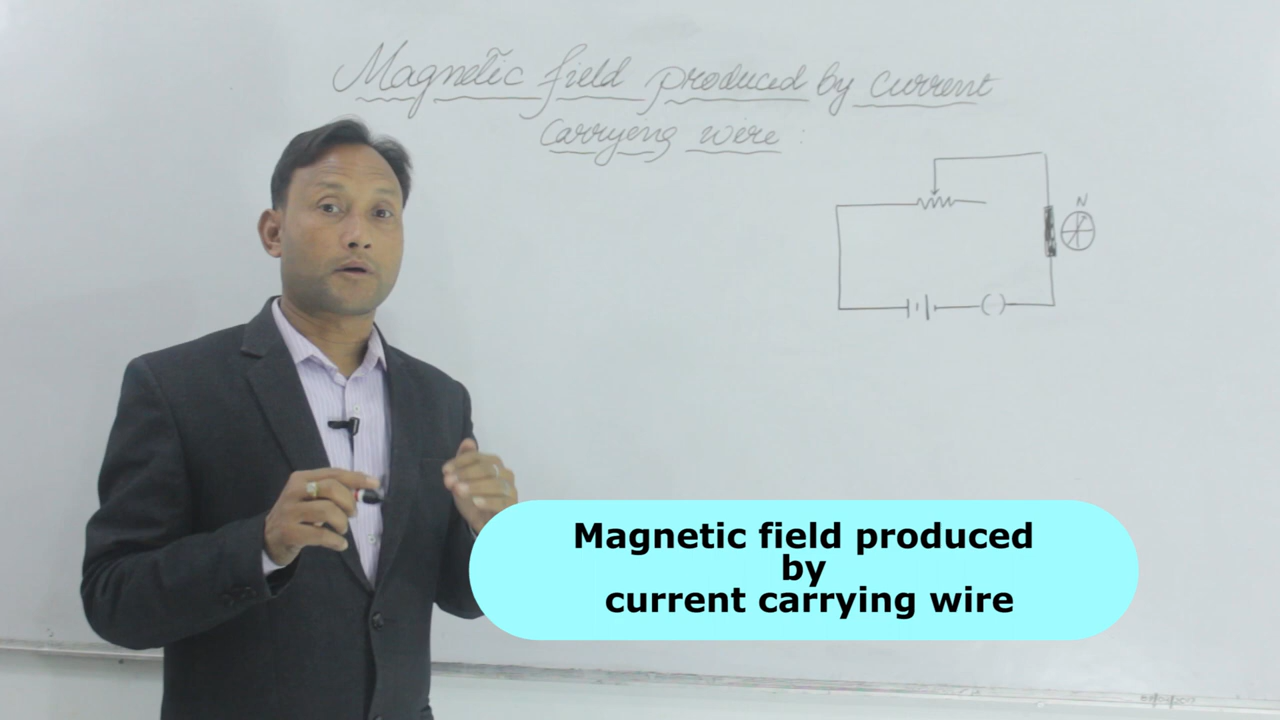 Magnetic field produced by current
carrying wire :
N
Magnetic field produced
by
current carrying wire